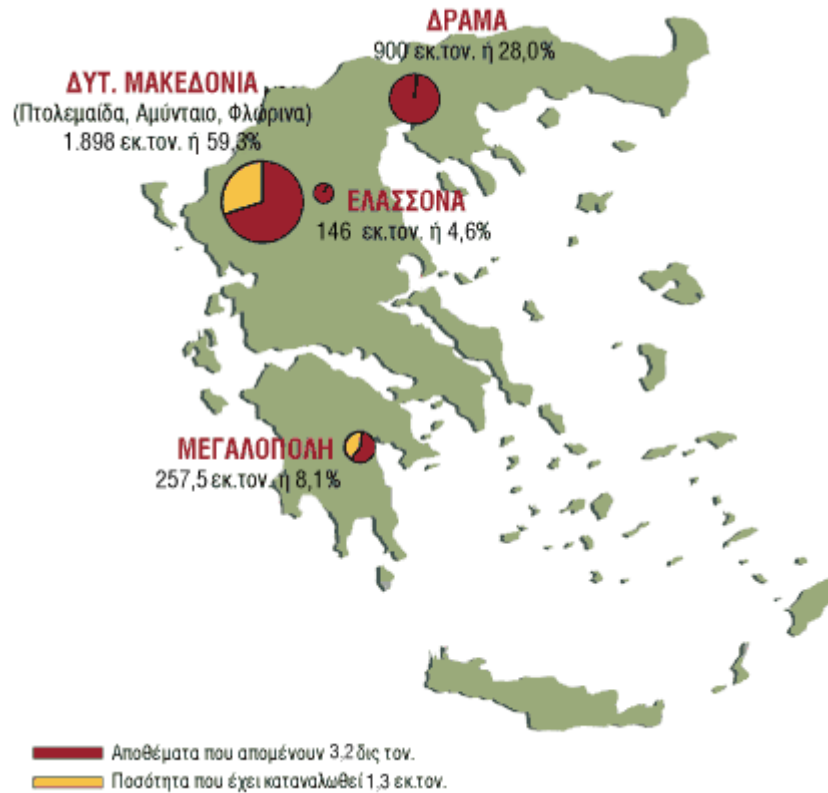 ΔΡΑΜΑ
900 εκ.τον. ή 28,0%
ΔΥΤ. ΜΑΚΕΔΟΝΙΑ
(Πτολεμαίδα, Αμύνταιο, Φλώρινα)
1.898 εκ.τον. ή 59,3%
ΕΛΑΣΣΟΝΑ
146 εκ.τον. ή 4,6%
ΜΕΓΑΛΟΠΟΛΗ
257,5 εκ.τον. ή 8,1%
Αποθέματα που απομένουν 3,2 δις τον.
Ποσότητα που έχει καταναλωθεί 1,3 εκ.τον.